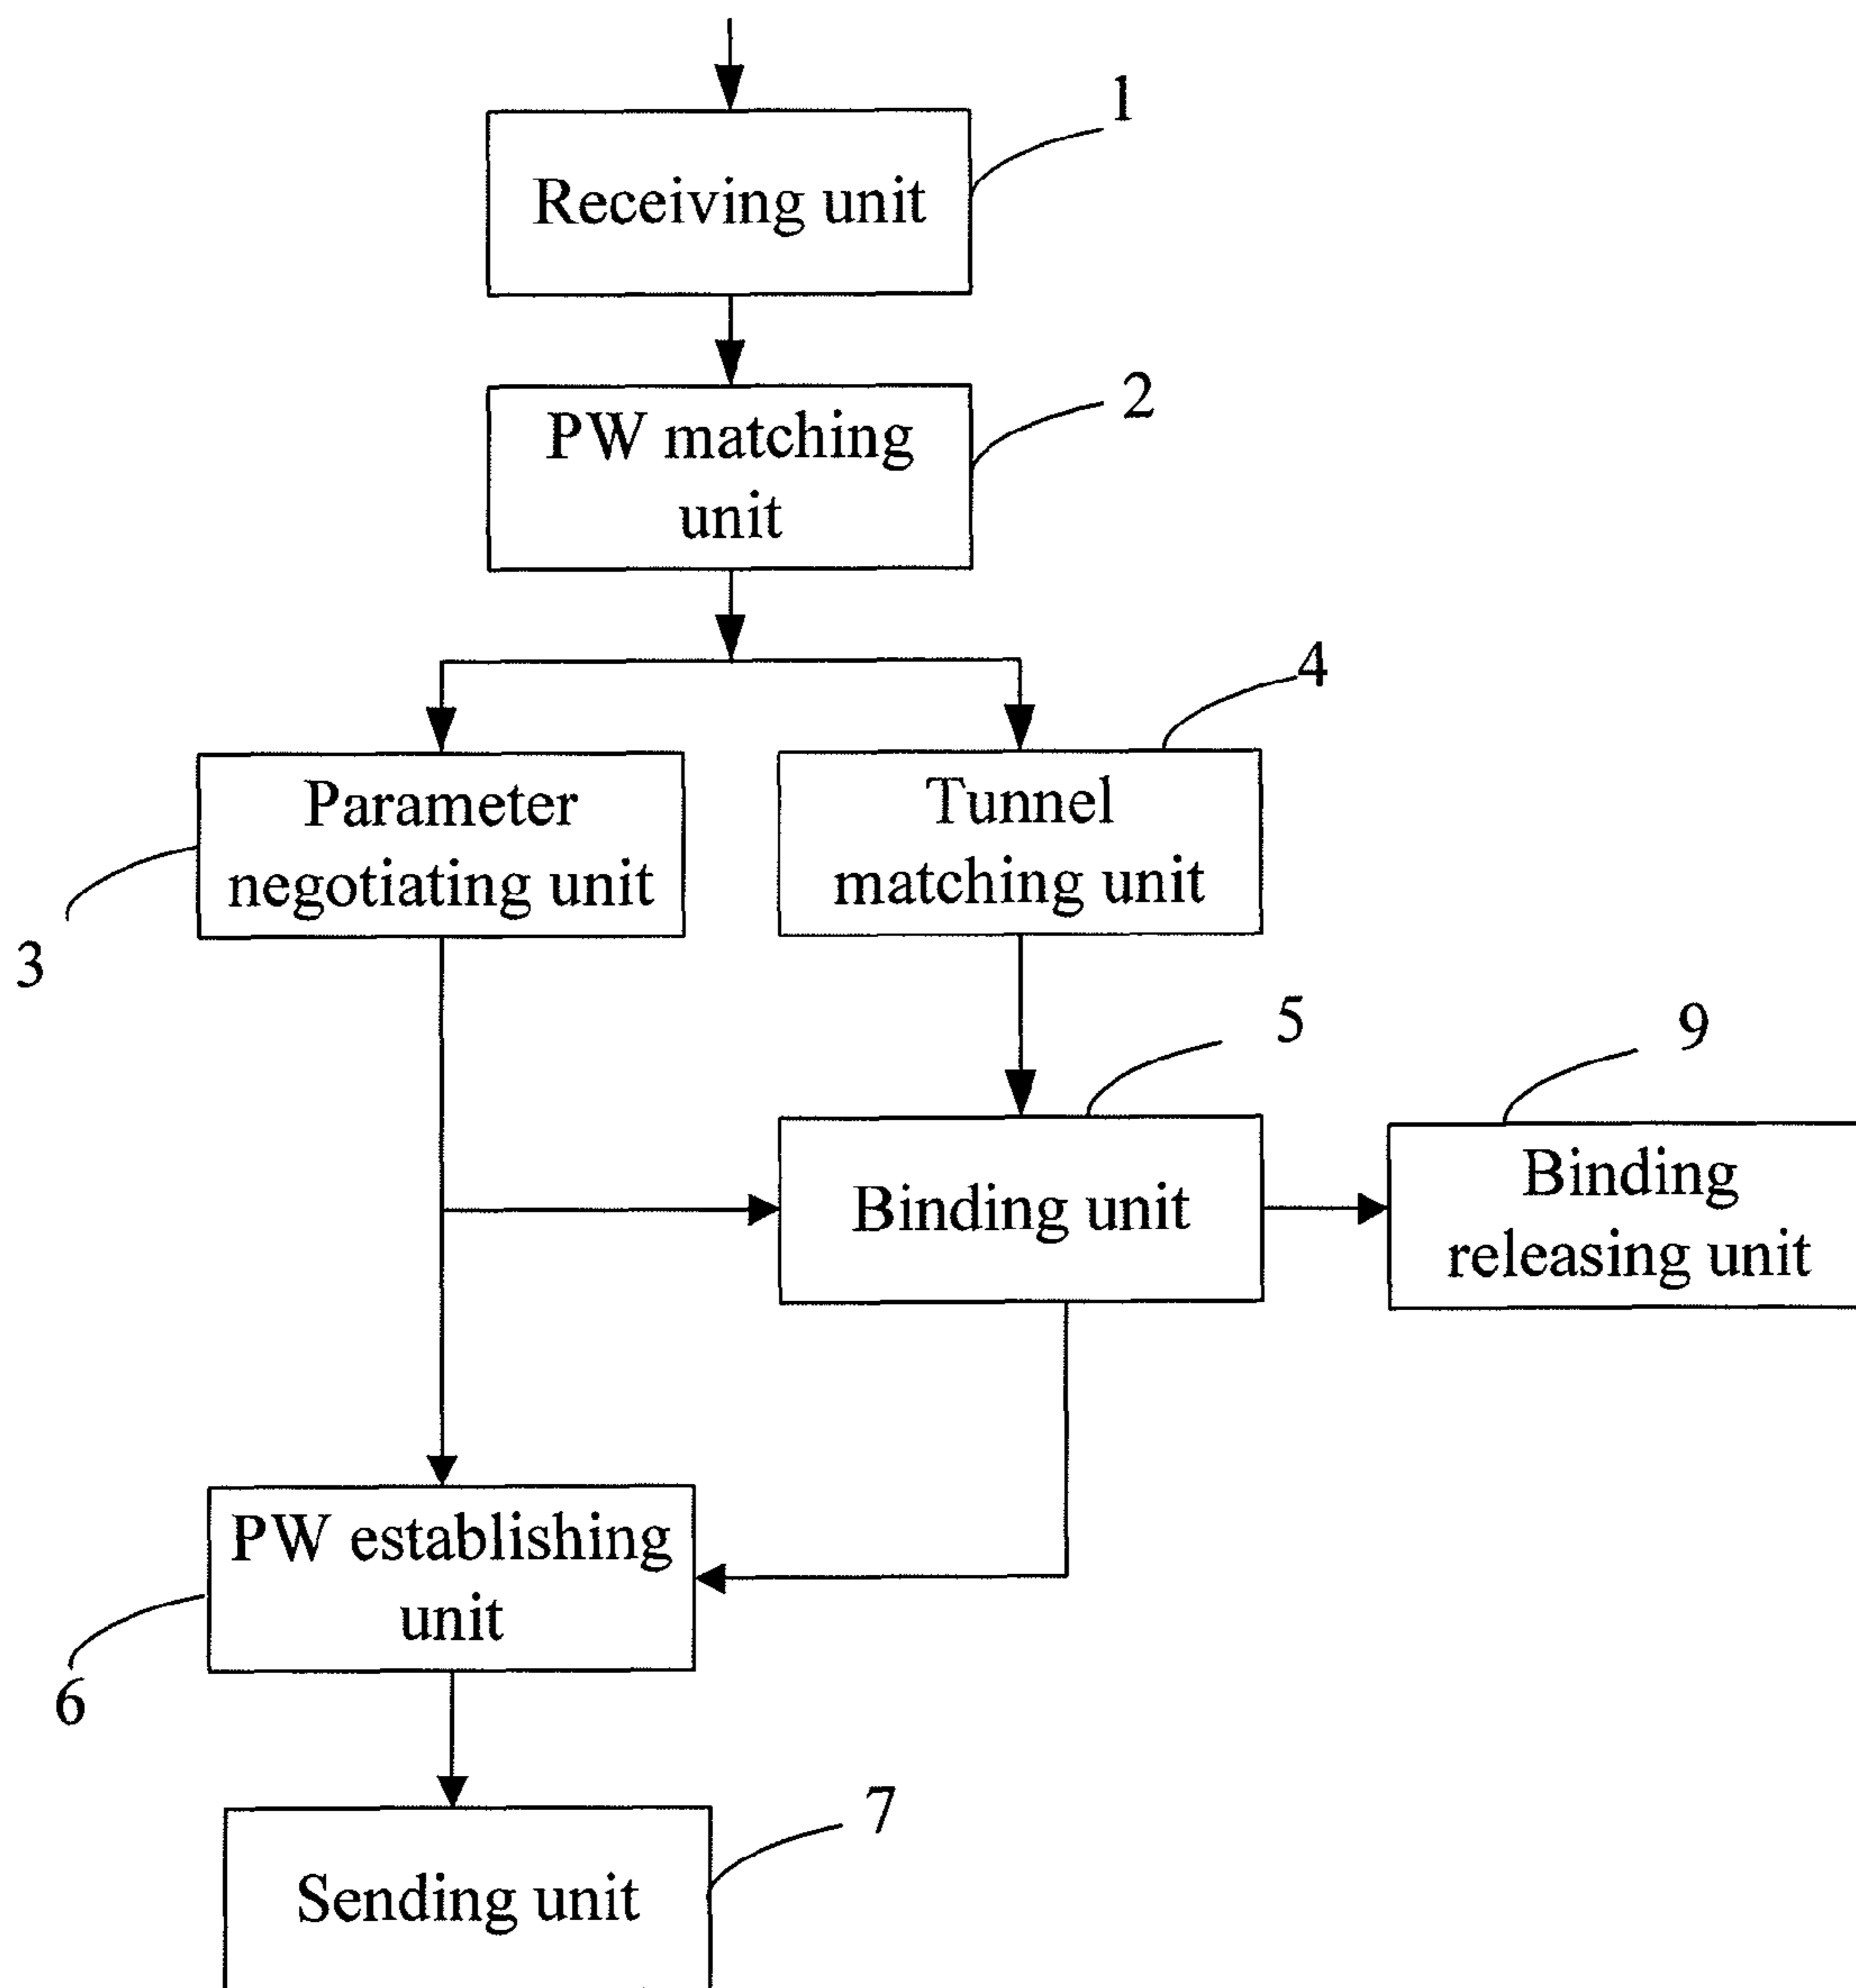 1
Receiving unit
2
PW matching
unit
4
Parameter
negotiating unit
Tunnel
matching unit
3
5
9
Binding unit
Binding
releasing unit
PW establishing
unit
6
7
Sending unit